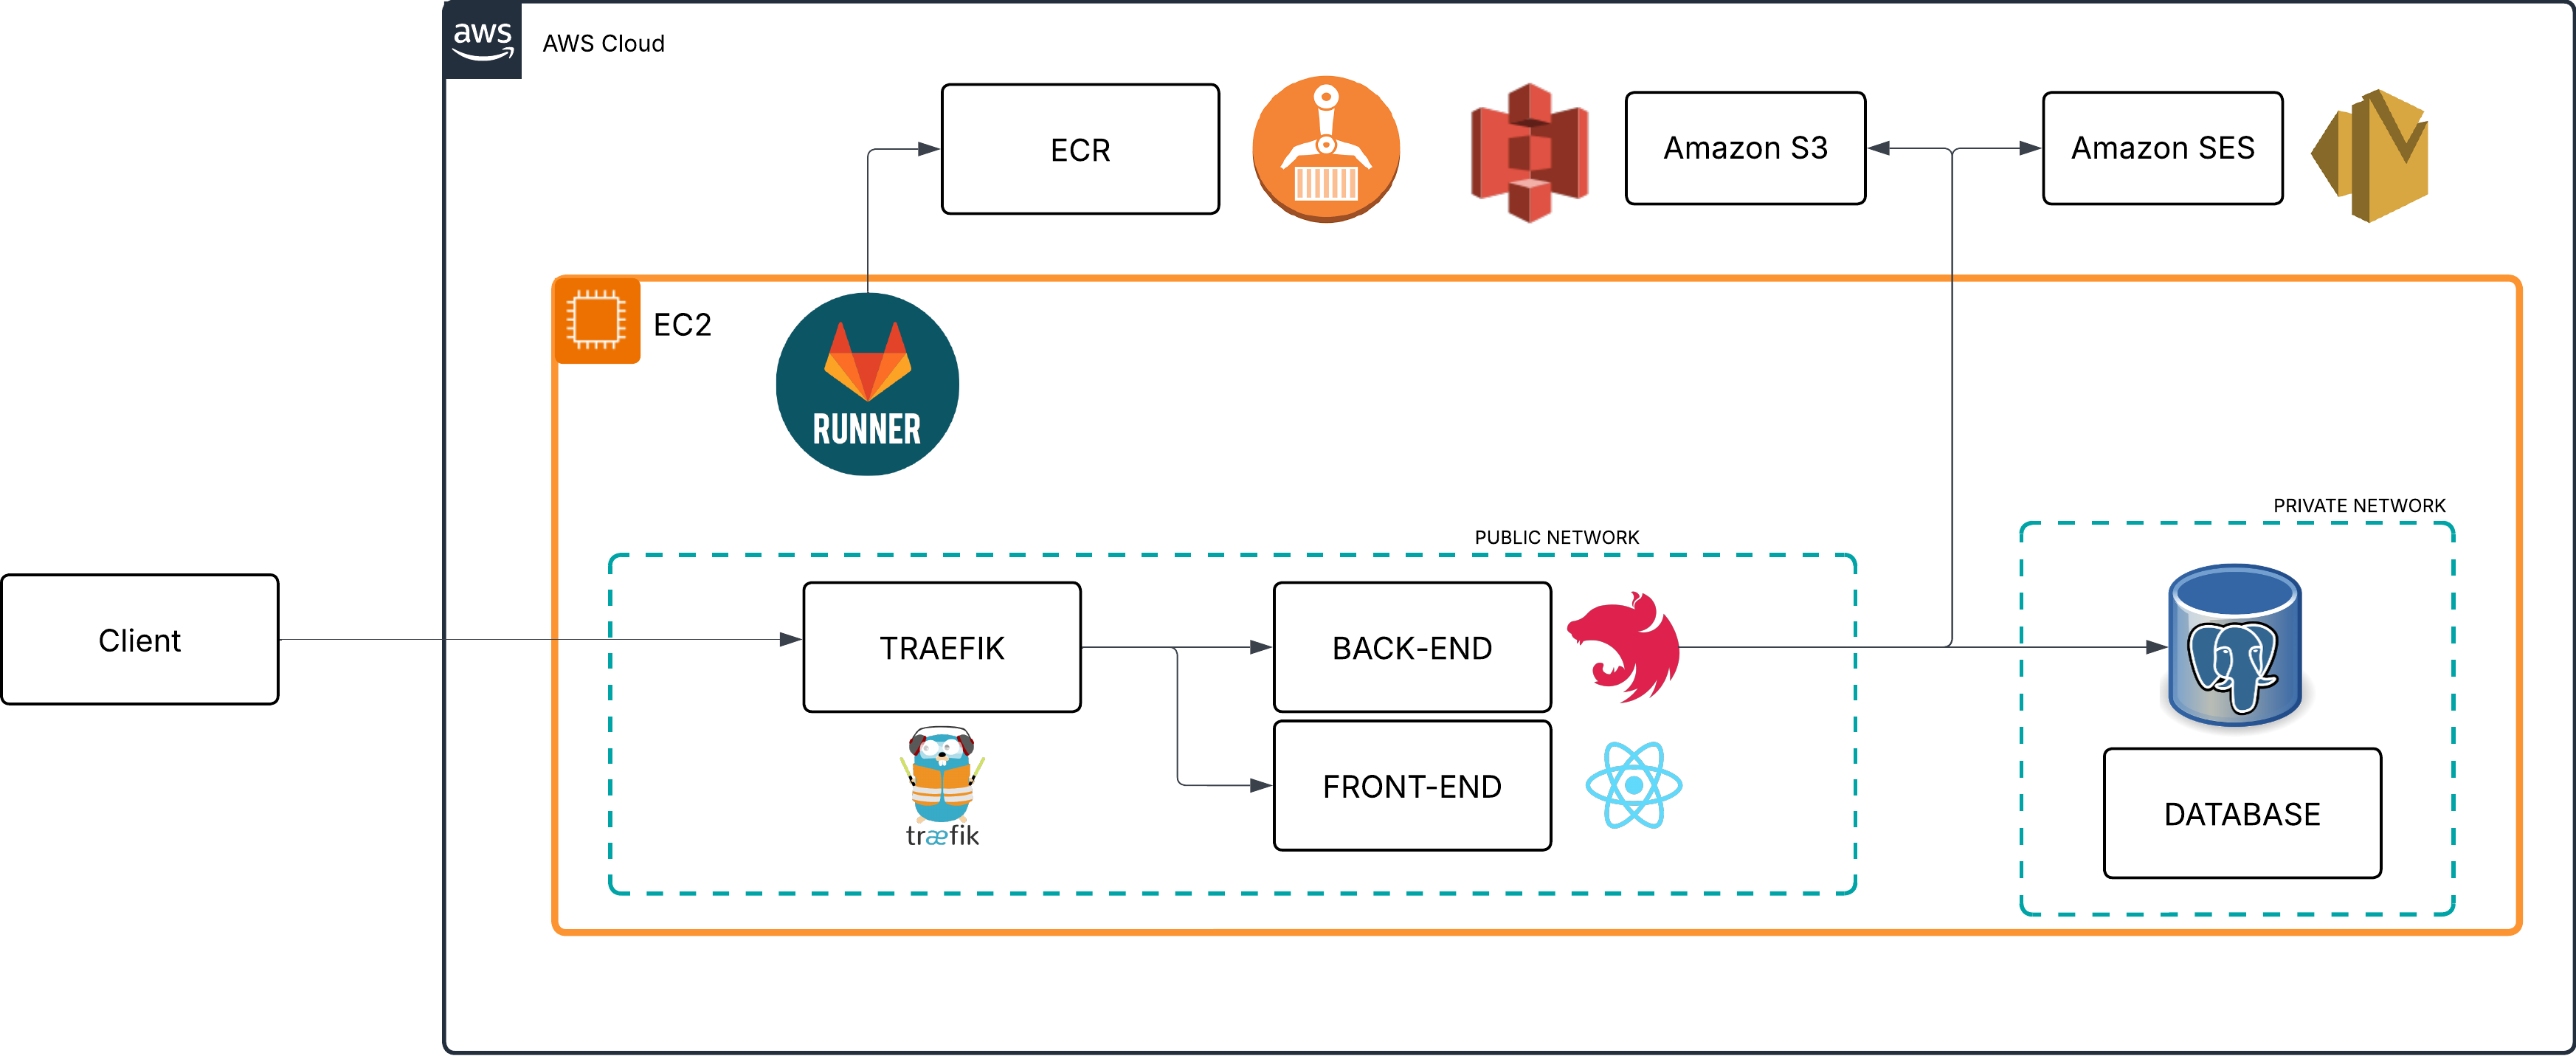 aws
AWS Cloud
ECR
Amazon S3
Amazon SES
EC2
RUNNER
PRIVATE NETWORK
PUBLIC NETWORK
Client
TRAEFIK
BACK-END
træfik
FRONT-END
DATABASE